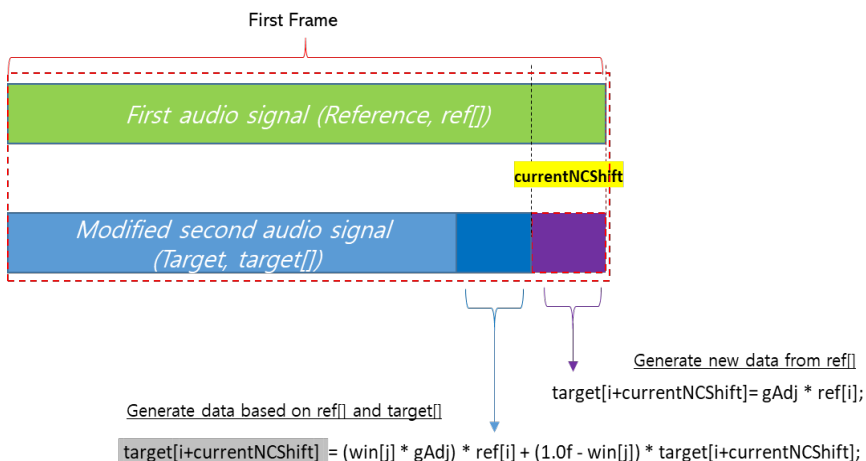 First Frame
First audio signal (Reference, ref[])
currentNCShift
Modified second audio signal
(Target, target[])
Generate new data from ref[]
target[i+currentNCShift]= gAdj * ref[i];
Generate data based on ref[] and target[]
target[i+currentNCShift] = (win[j] * gAdj) * ref[i] + (1.0f - win[j]) * target[i+currentNCShift];